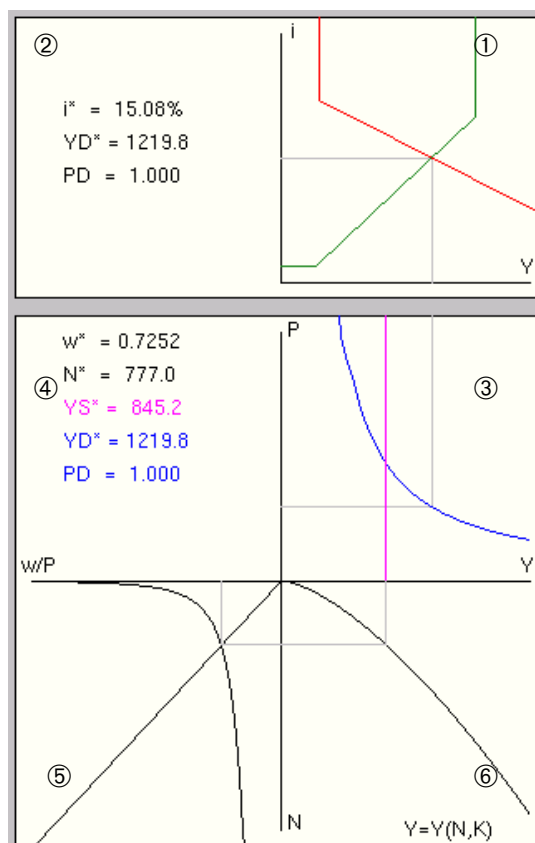 ② i ①
i* = 15.08%
YD* = 1219.8
PD = 1.000
Y
w* = 0.7252 P
N* = 777.0
④ YS* = 845.2 ③
YD* = 1219.8
PD = 1.000
w/P Y
⑤ ⑥
N Y=Y(N,K)